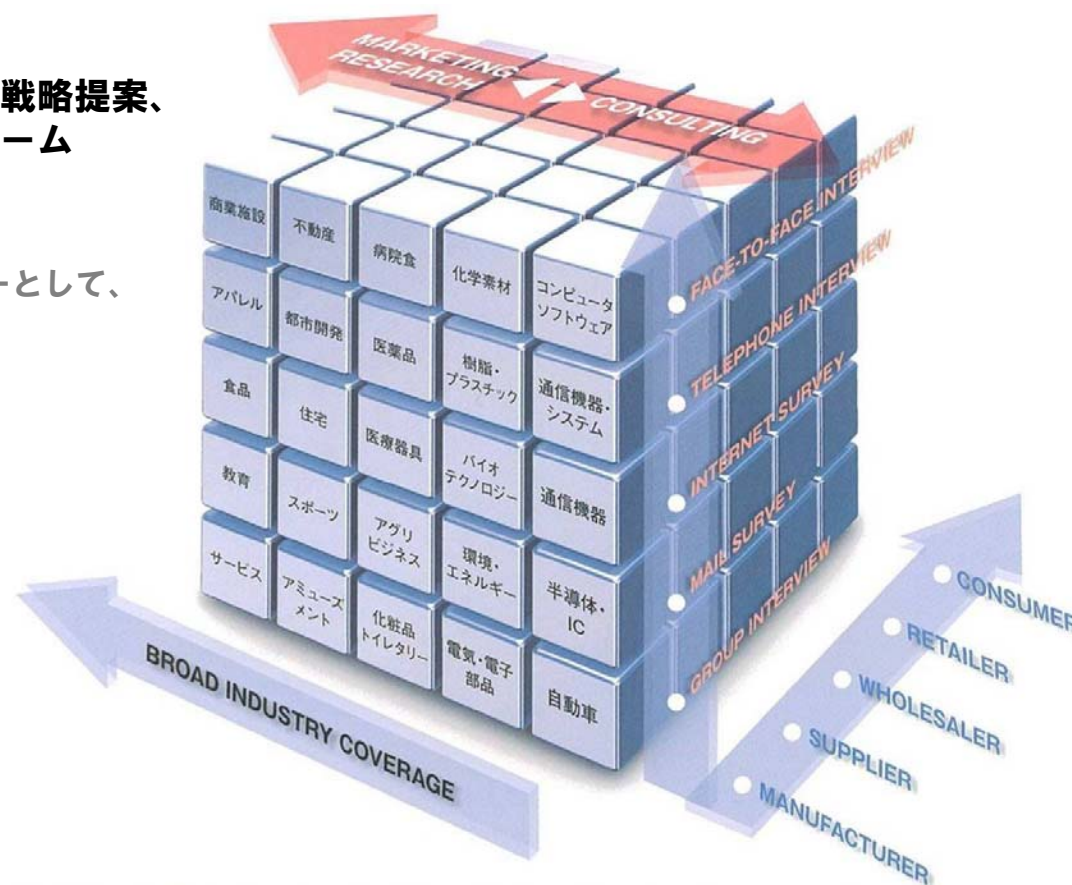 戦略提案、
ーム
ーとして、
MARKETING
RESEARCH
CONSULTING
商業施設
不動産
病院食
化学素材
コンピュータ
ソフトウェア
アパレル
都市開発
医薬品
樹脂・
プラスチック
通信機器・
システム
食品
住宅
医療器具
バイオ
テクノロジー
通信機器
教育
スポーツ
アグリ
ビジネス
環境・
エネルギー
半導体・
IC
サービス
アミューズ
メント
化粧品
トイレタリー
電気・電子
部品
自動車
FACE-TO-FACE INTERVIEW
TELEPHONE INTERVIEW
INTERNET SURVEY
MAIL SURVEY
GROUP INTERVIEW
BROAD INDUSTRY COVERAGE
CONSUMER
RETAILER
WHOLESALER
SUPPLIER
MANUFACTURER